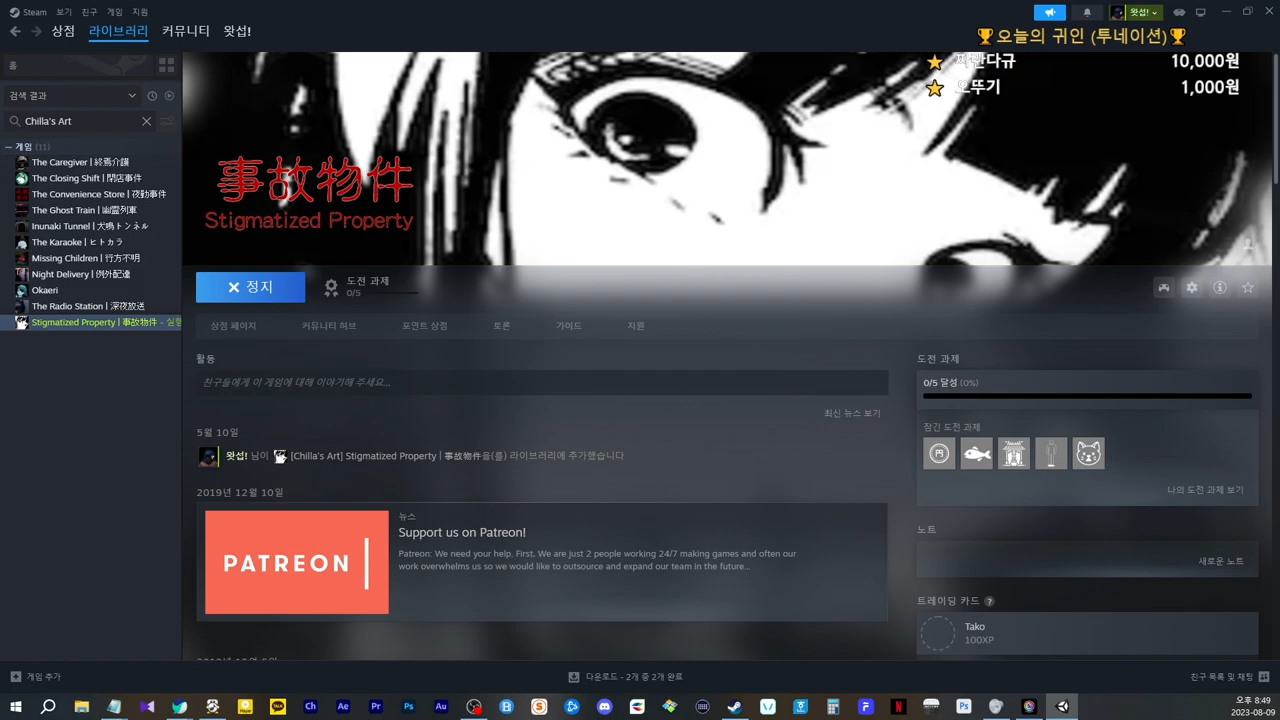 Steam 보기 친구 게임 지원
왓섭!
상점 라이브러리 커뮤니티 왓섭!
오늘의 귀인 (투네이션)
10,000원
오뚜기 1,000원
홈
검색 결과
Chilla's Art
게임 (11)
The Caregiver | 終焉介護
The Closing Shift | 閉店事件
The Convenience Store | 夜勤事件
The Ghost Train | 幽霊列車
Inunaki Tunnel | 犬鳴トンネル
The Karaoke | ヒトカラ
Missing Children | 行方不明
Night Delivery | 例外配達
Okaeri
The Radio Station | 深夜放送
Stigmatized Property | 事故物件 - 실행
事故物件
Stigmatized Property
정지
도전 과제
0/5
상점 페이지 커뮤니티 허브 포인트 상점 토론 가이드 지원
활동
친구들에게 이 게임에 대해 이야기해 주세요...
최신 뉴스 보기
5월 10일
왓섭! 님이 [Chilla's Art] Stigmatized Property | 事故物件을(를) 라이브러리에 추가했습니다
2019년 12월 10일
PATREON
뉴스
Support us on Patreon!
Patreon: We need your help. First, We are just 2 people working 24/7 making games and often our
work overwhelms us so we would like to outsource and expand our team in the future...
도전 과제
0/5 달성 (0%)
잠긴 도전 과제
나의 도전 과제 보기
노트
새로운 노트
트레이딩 카드 ?
Tako
100XP
게임 추가
다운로드 - 2개 중 2개 완료
친구 목록 및 채팅
오후 8:49
2023-08-09